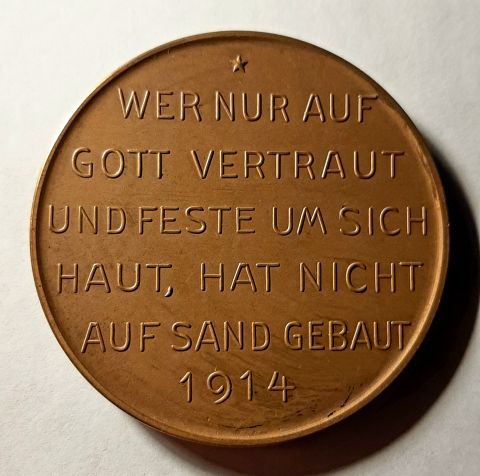 WER NUR AUF
GOTT VERTRAUT
UND FESTE UM SICH
HAUT, HAT NICHT
AUF SAND GEBAUT
1914